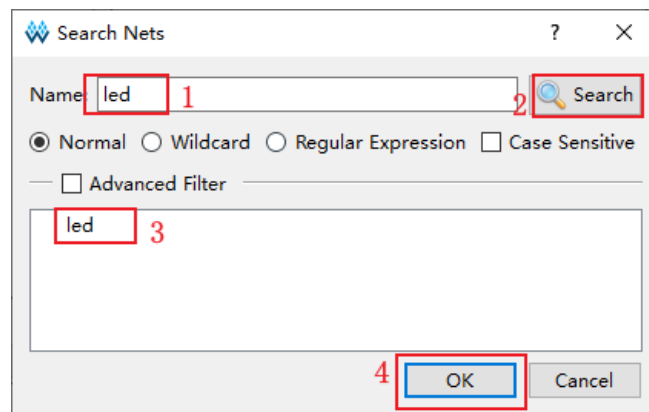 Search Nets ? ×
Name: led 1 2 Search
Normal Wildcard Regular Expression Case Sensitive
Advanced Filter
led 3
4 OK Cancel